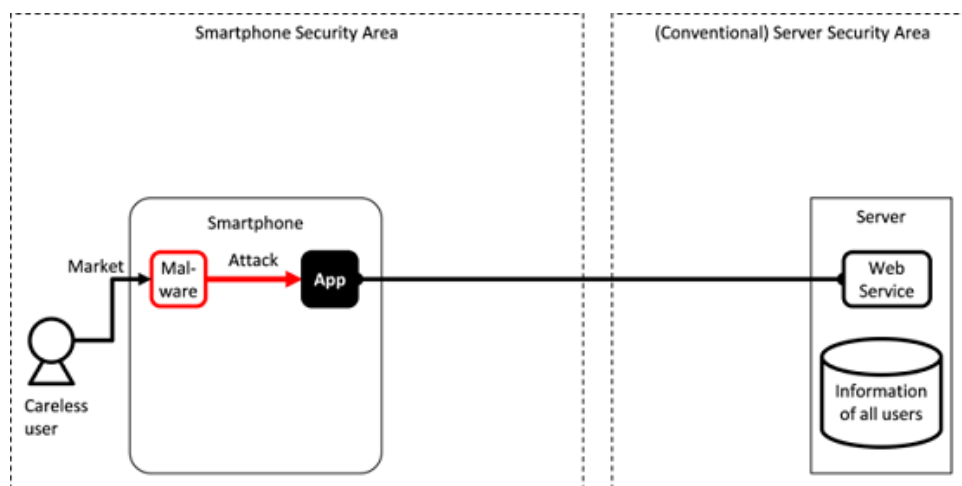 Smartphone Security Area
(Conventional) Server Security Area
Smartphone
Server
Market
Mal-
ware
Attack
App
Web
Service
Careless
user
Information
of all users